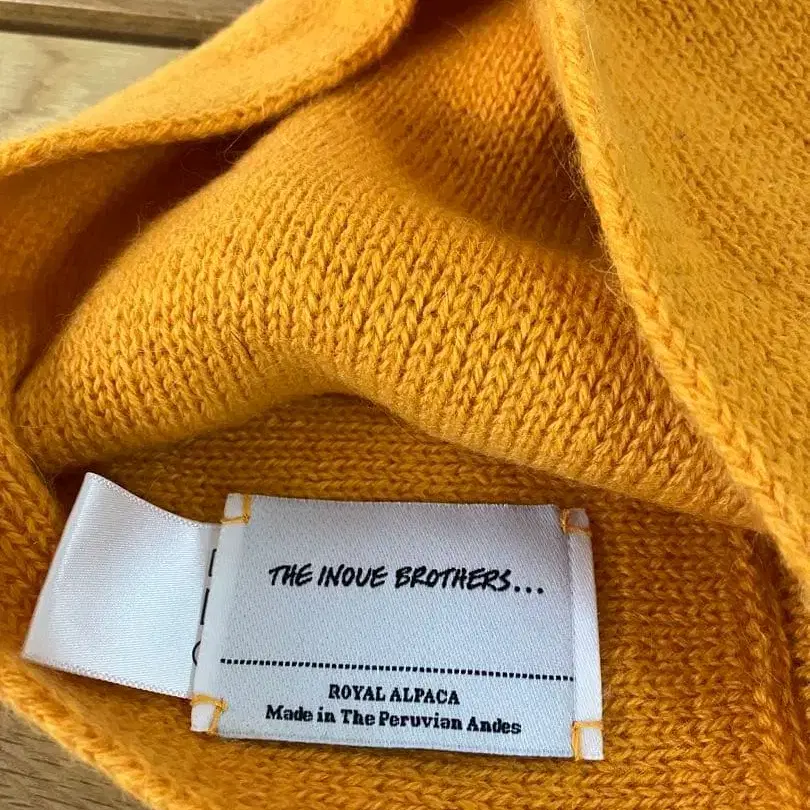 THE INOUE BROTHERS...
ROYAL ALPACA
Made in The Peruvian Andes